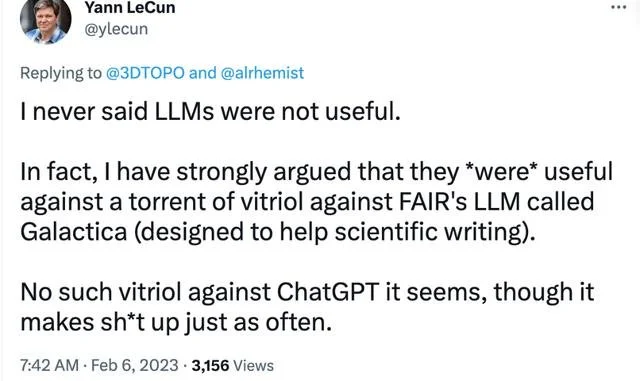 Yann LeCun
@ylecun
Replying to @3DTOPO and @alrhemist
I never said LLMs were not useful.
In fact, I have strongly argued that they *were* useful
against a torrent of vitriol against FAIR's LLM called
Galactica (designed to help scientific writing).
No such vitriol against ChatGPT it seems, though it
makes sh*t up just as often.
7:42 AM · Feb 6, 2023 · 3,156 Views